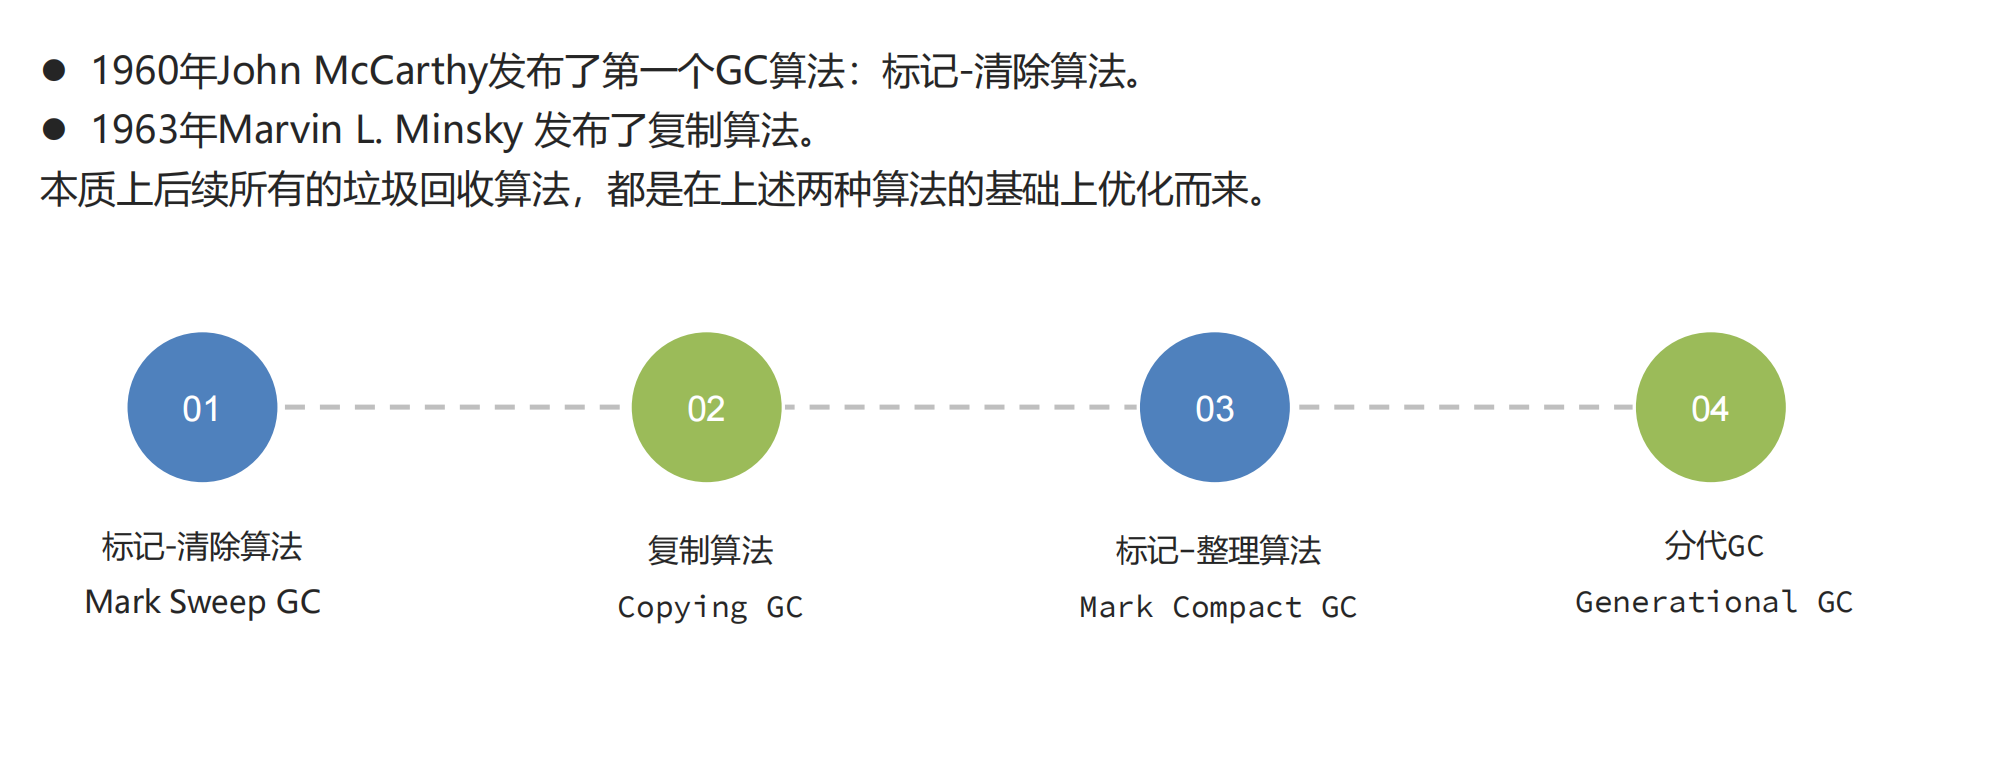 ● 1960年John McCarthy发布了第一个GC算法：标记-清除算法。
● 1963年Marvin L. Minsky 发布了复制算法。
本质上后续所有的垃圾回收算法，都是在上述两种算法的基础上优化而来。
01 02 03 04
标记-清除算法 复制算法 标记-整理算法 分代GC
Mark Sweep GC Copying GC Mark Compact GC Generational GC